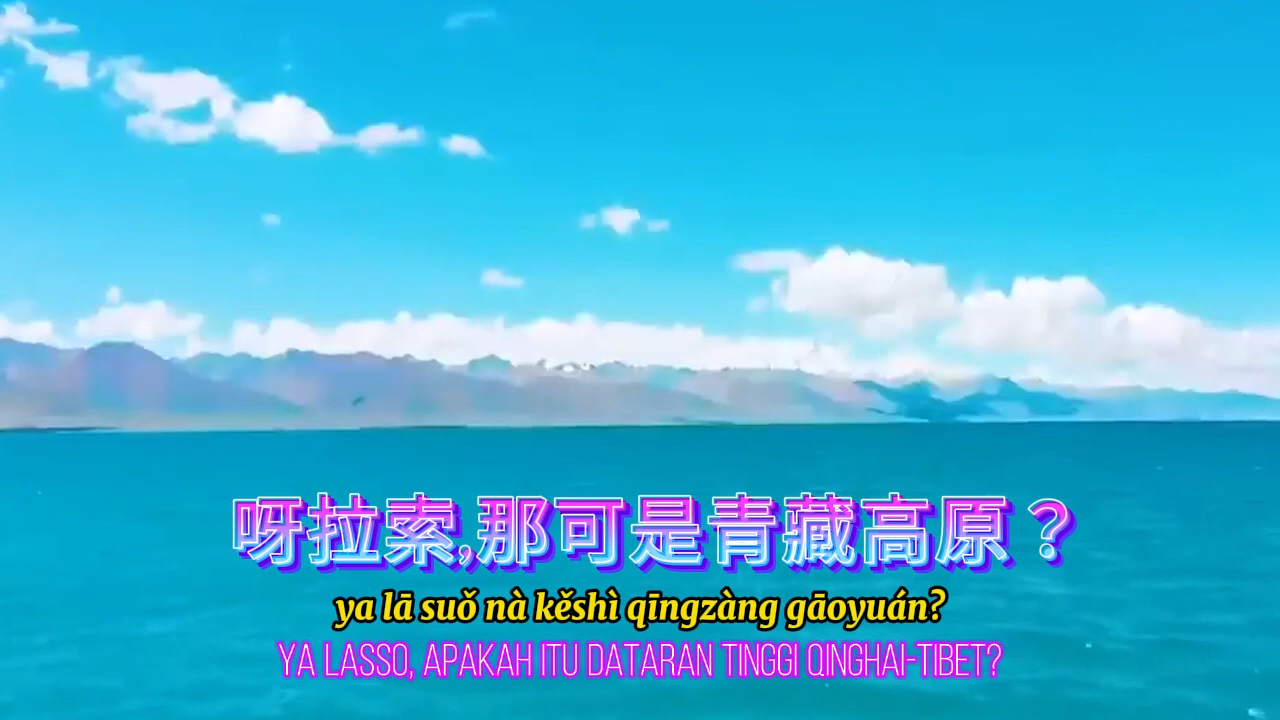 呀拉索,那可是青藏高原？
ya lā suǒ nà kěshì qīngzàng gāoyuán?
YA LASSO, APAKAH ITU DATARAN TINGGI QINGHAI-TIBET?